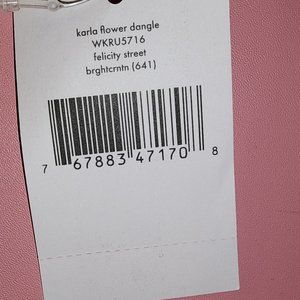 karla flower dangle
WKRU5716
felicity street
brghtcrntn (641)
7 67883 47170 8